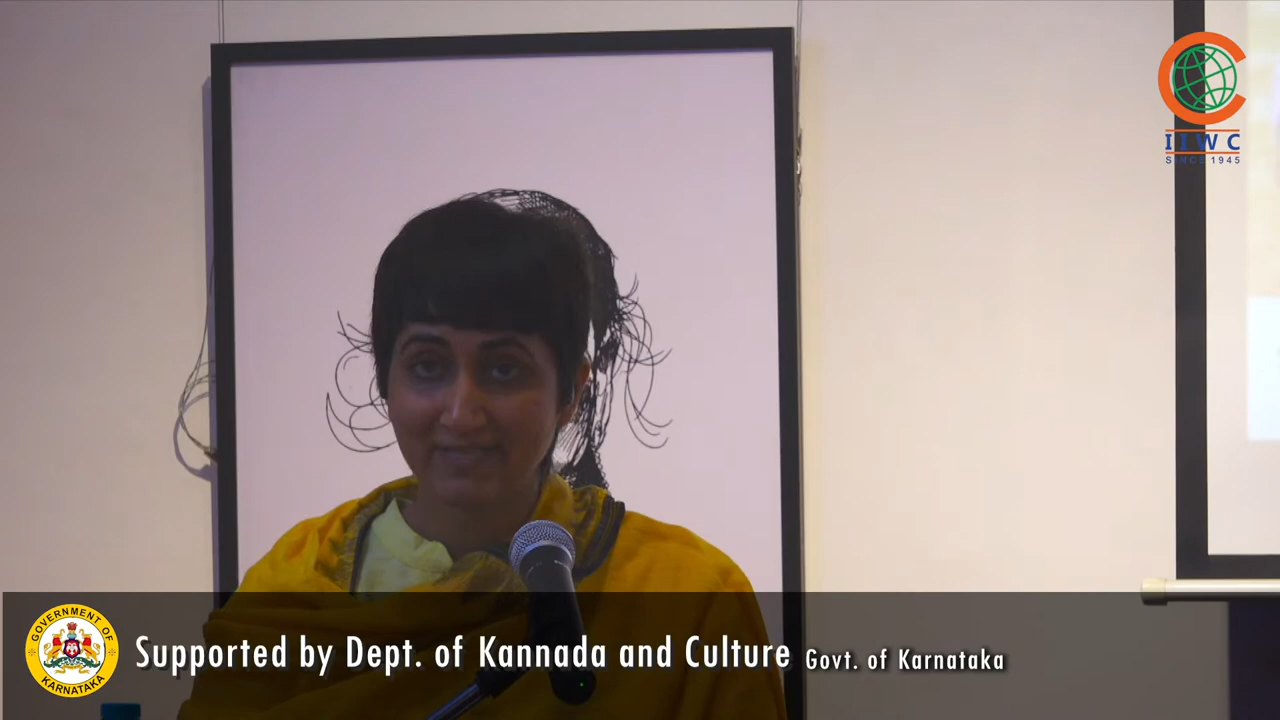 IIWC
SINCE 1945
GOVERNMENT OF
KARNATAKA
Supported by Dept. of Kannada and Culture Govt. of Karnataka